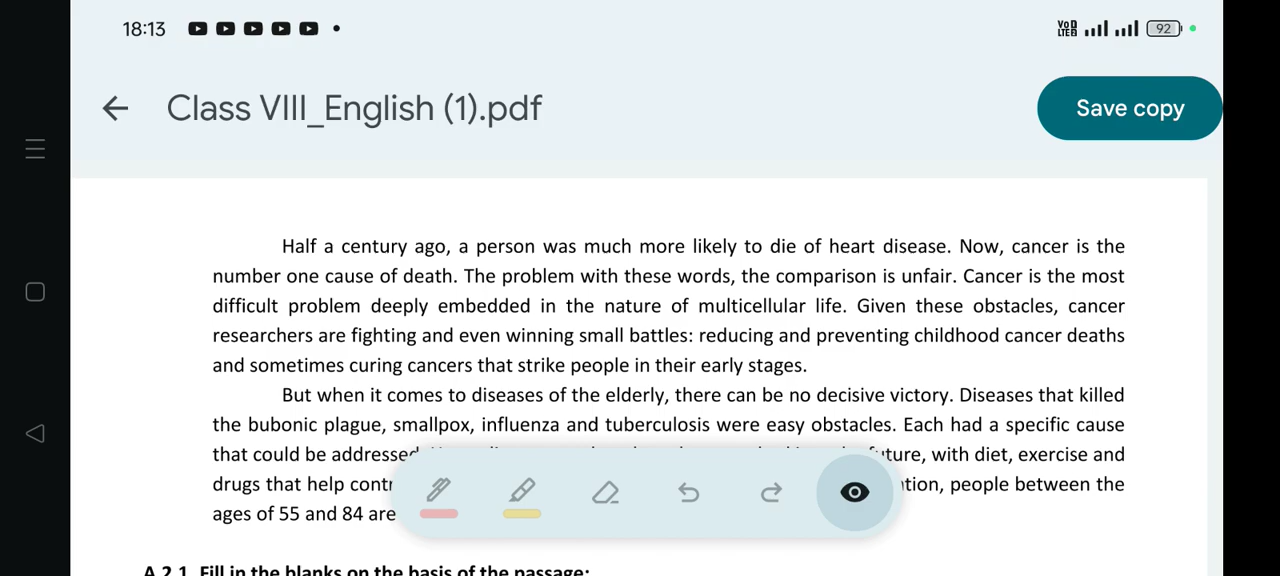 18:13
VoD LTE2 92
Class VIII_English (1).pdf
Save copy
Half a century ago, a person was much more likely to die of heart disease. Now, cancer is the
number one cause of death. The problem with these words, the comparison is unfair. Cancer is the most
difficult problem deeply embedded in the nature of multicellular life. Given these obstacles, cancer
researchers are fighting and even winning small battles: reducing and preventing childhood cancer deaths
and sometimes curing cancers that strike people in their early stages.
But when it comes to diseases of the elderly, there can be no decisive victory. Diseases that killed
the bubonic plague, smallpox, influenza and tuberculosis were easy obstacles. Each had a specific cause
that could be addressed future, with diet, exercise and
drugs that help people between the
ages of 55 and 84 are
A.2.1. Fill in the blanks on the basis of the passage: